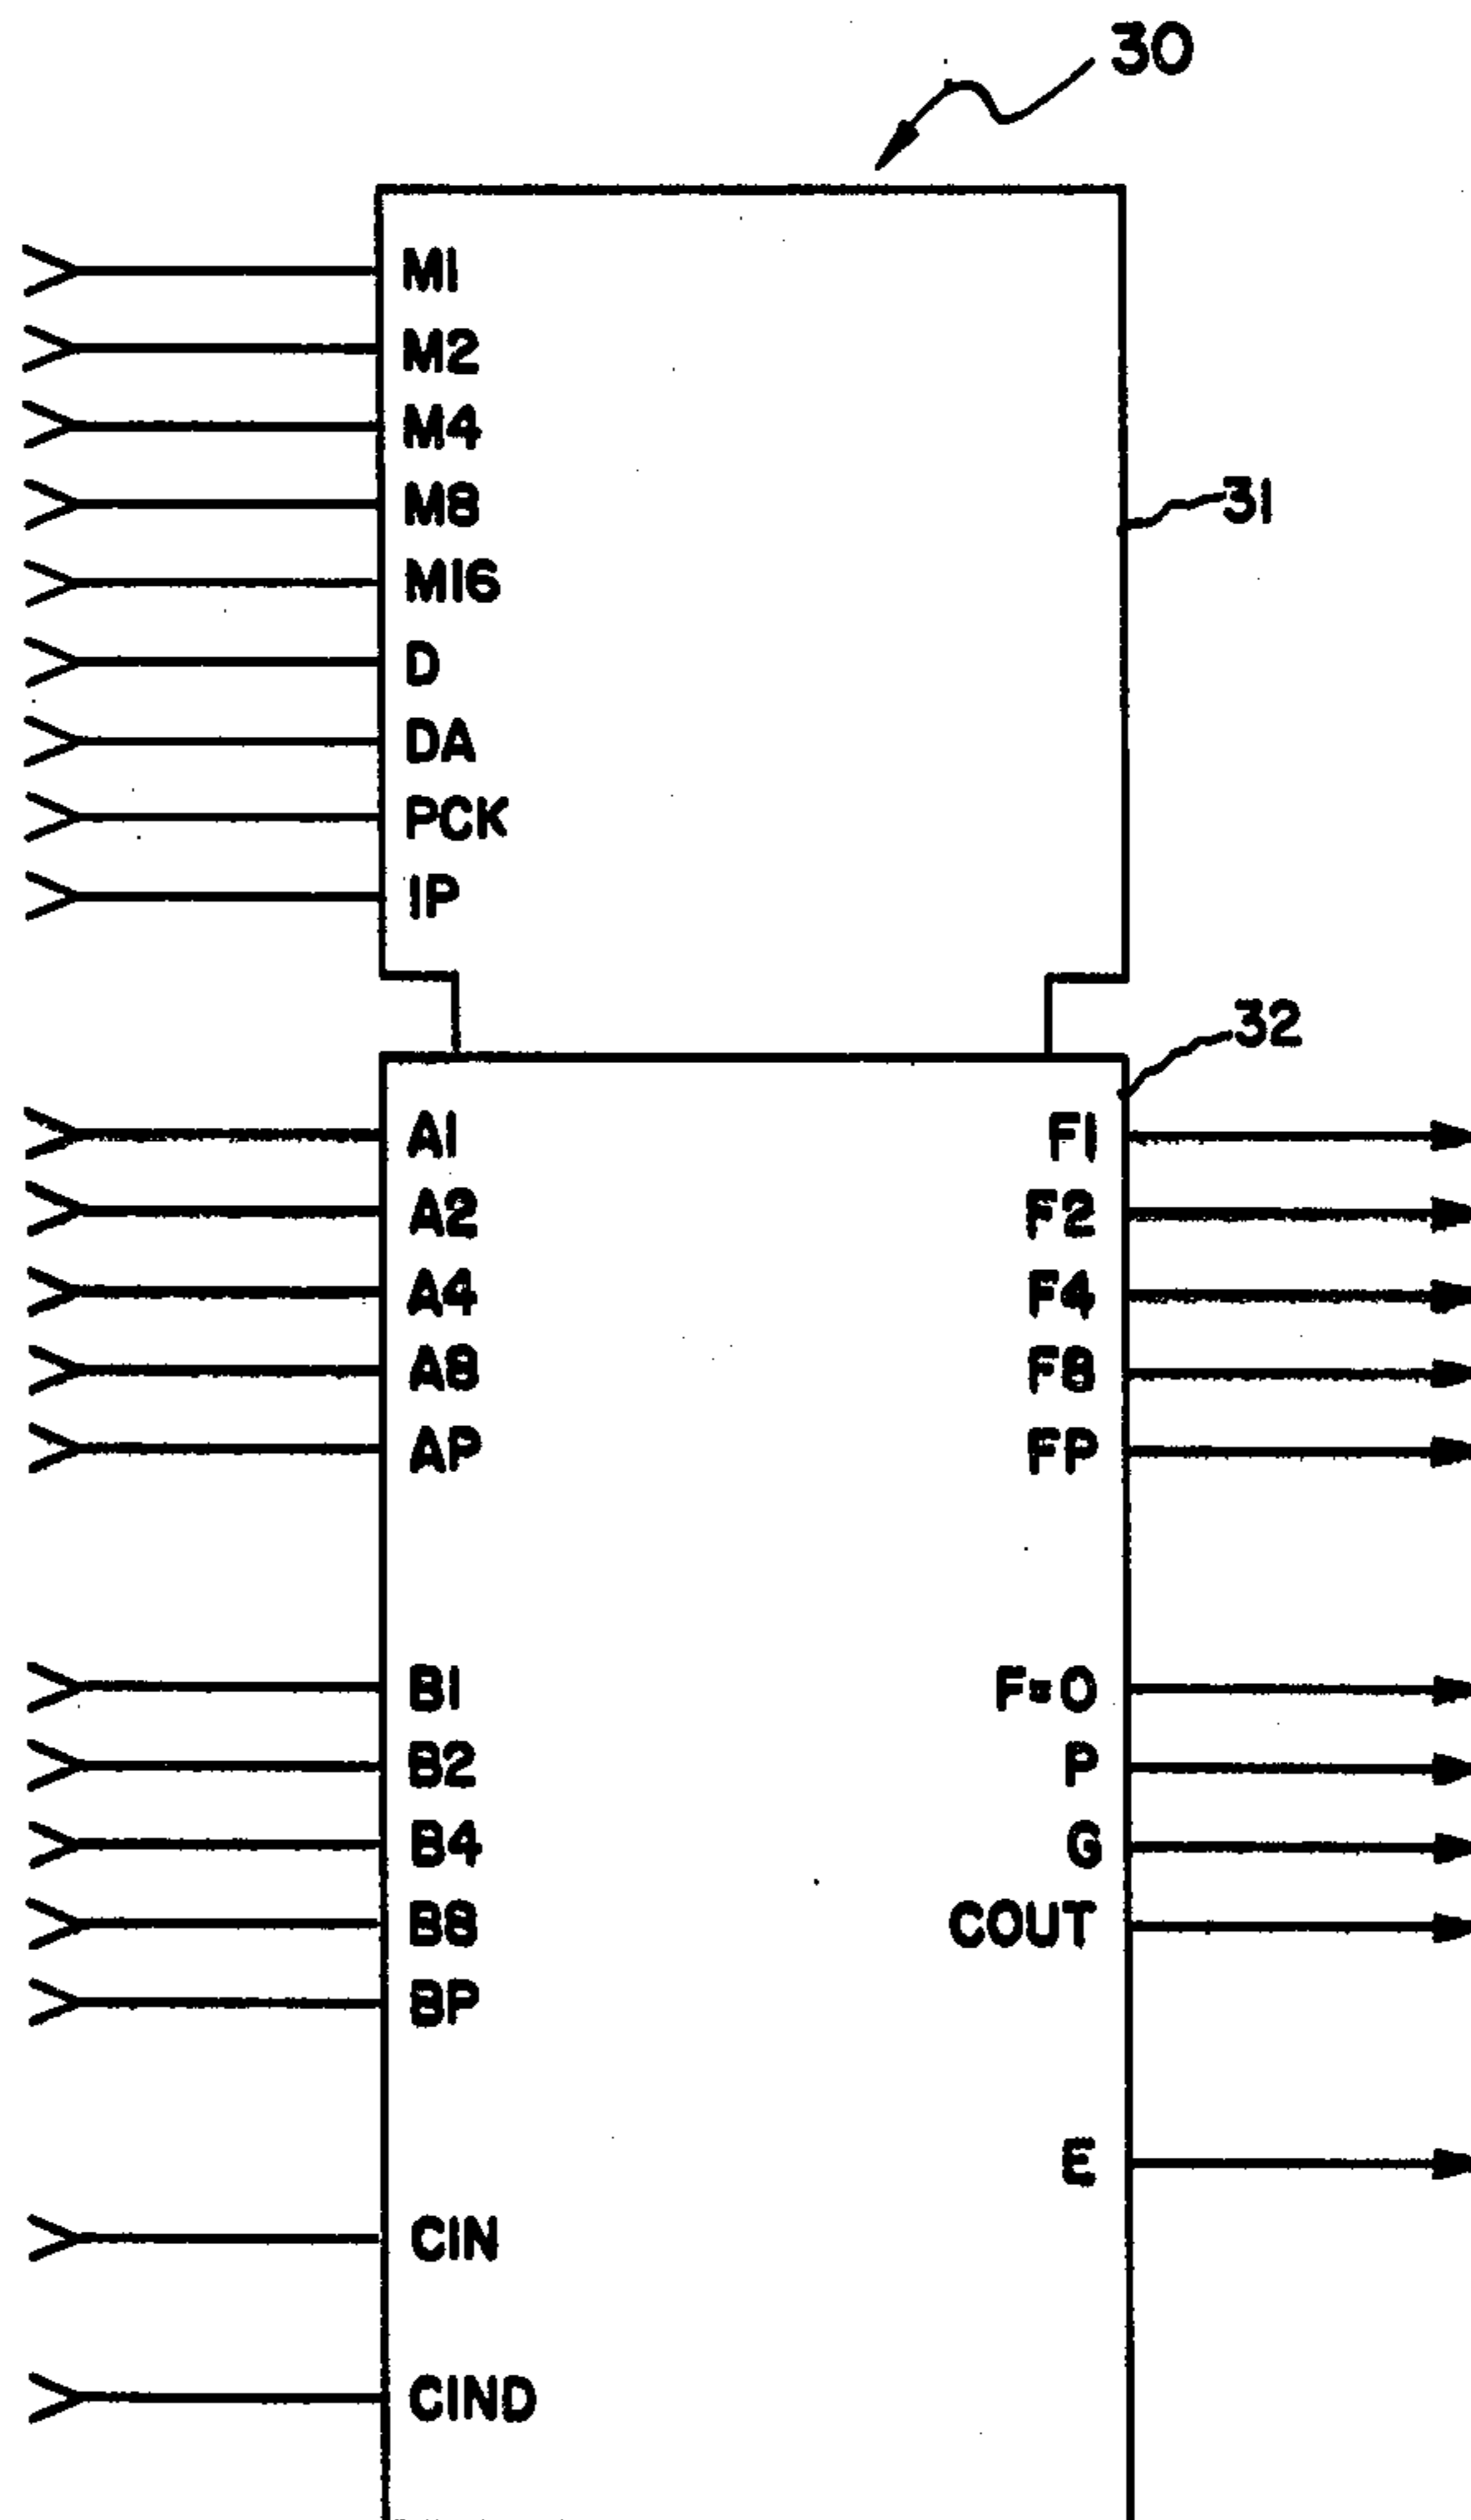 30
M1
M2
M4
M8
M16
D
DA
PCK
IP
31
32
A1
A2
A4
A8
AP
F1
F2
F4
F8
FP
B1
B2
B4
B8
BP
F=0
P
G
COUT
E
CIN
CIND